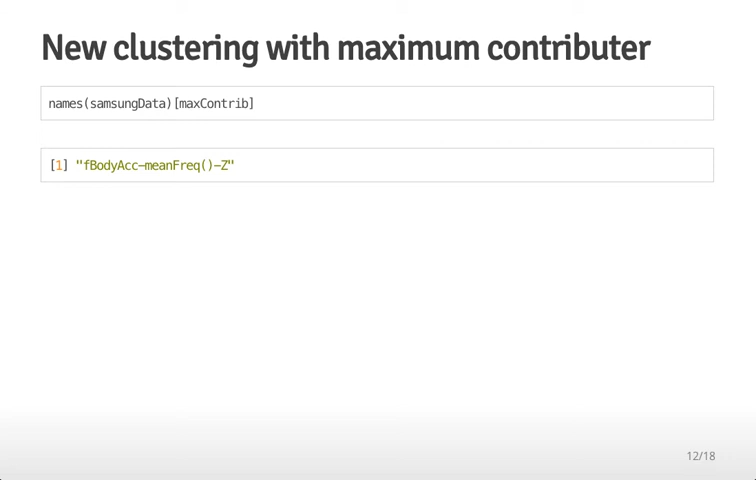 New clustering with maximum contributer
names(samsungData)[maxContrib]
[1] "fBodyAcc-meanFreq()-Z"
12/18